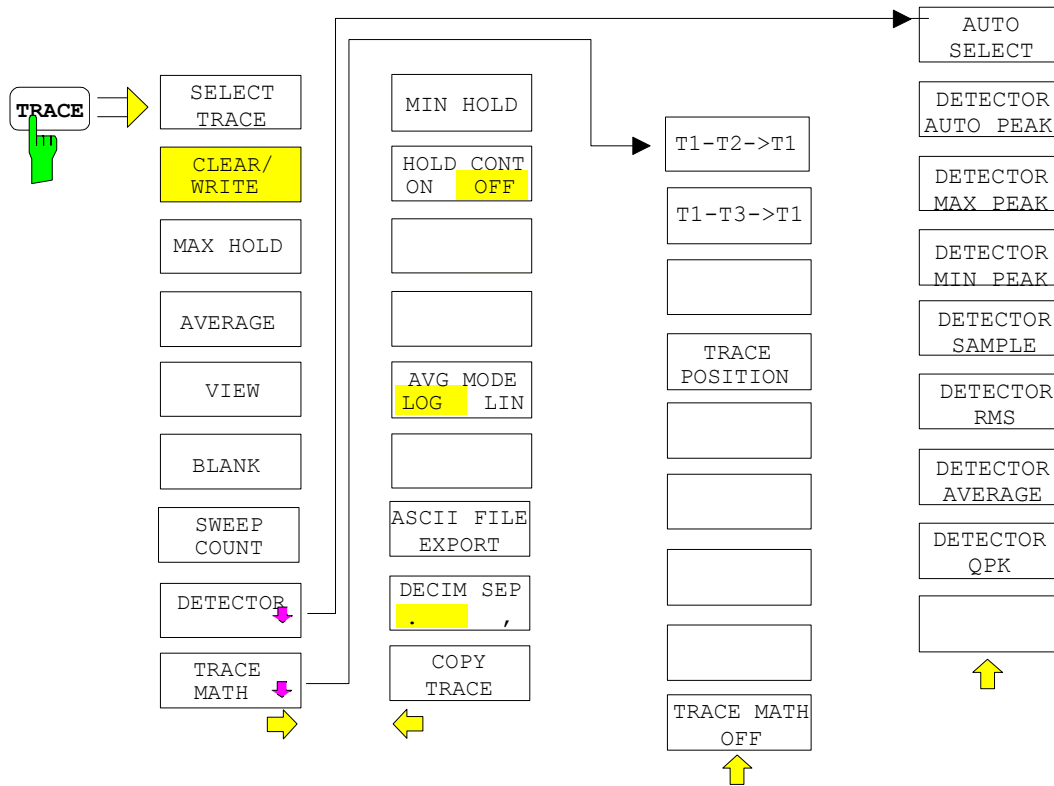 TRACE
SELECT
TRACE
CLEAR/
WRITE
MAX HOLD
AVERAGE
VIEW
BLANK
SWEEP
COUNT
DETECTOR
TRACE
MATH
MIN HOLD
HOLD CONT
ON OFF
AVG MODE
LOG LIN
ASCII FILE
EXPORT
DECIM SEP
. ,
COPY
TRACE
T1-T2->T1
T1-T3->T1
TRACE
POSITION
TRACE MATH
OFF
AUTO
SELECT
DETECTOR
AUTO PEAK
DETECTOR
MAX PEAK
DETECTOR
MIN PEAK
DETECTOR
SAMPLE
DETECTOR
RMS
DETECTOR
AVERAGE
DETECTOR
QPK